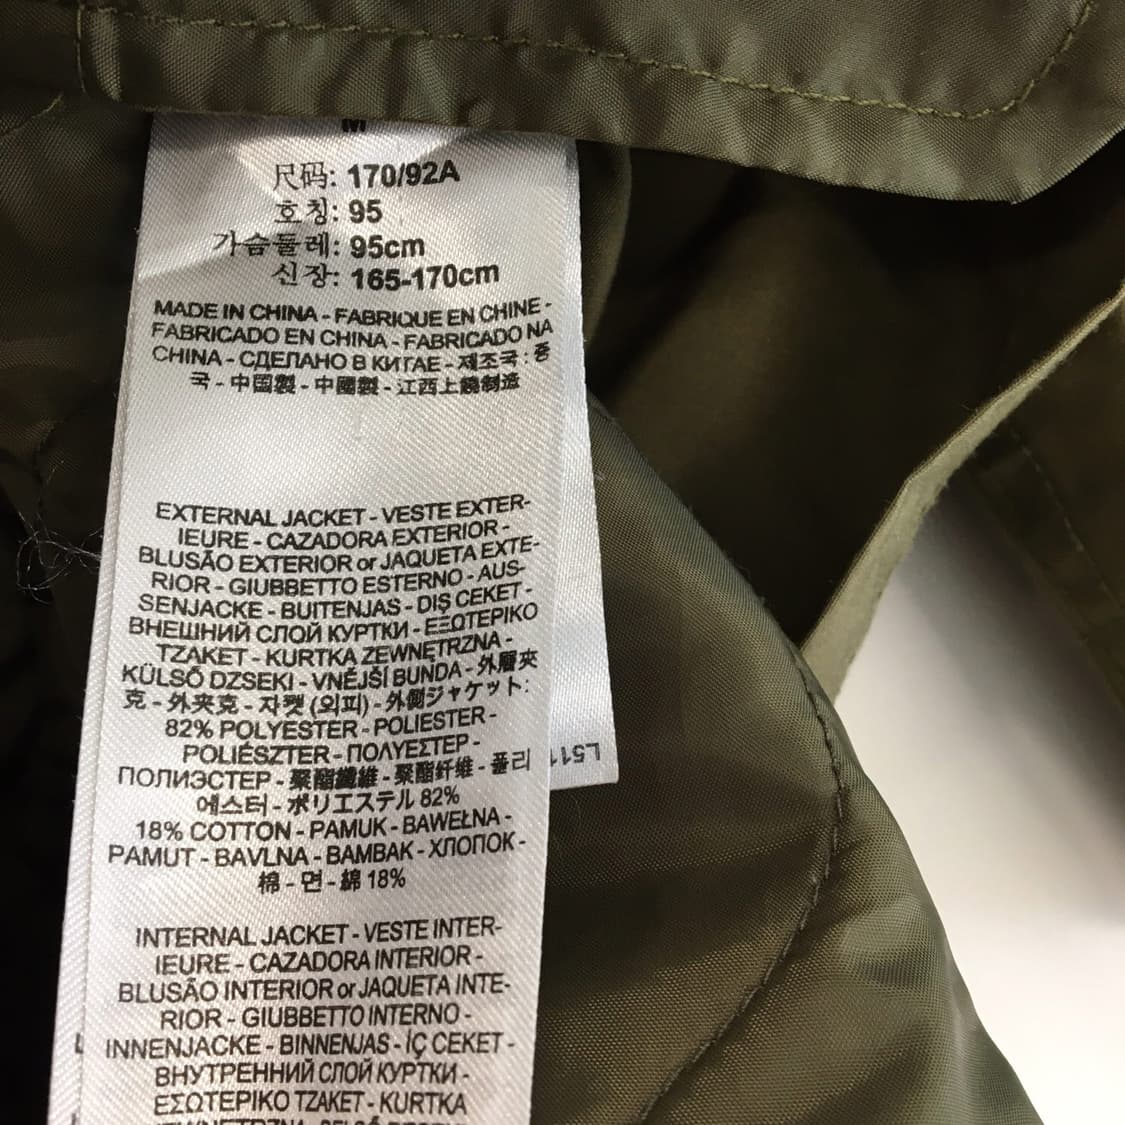 M
尺码: 170/92A
호칭: 95
가슴둘레: 95cm
신장: 165-170cm
MADE IN CHINA - FABRIQUE EN CHINE -
FABRICADO EN CHINA - FABRICADO NA
CHINA - СДЕЛАНО В КИТАЕ - 제조국 : 중
국 - 中国製 - 中國製 - 江西上饒制造
EXTERNAL JACKET - VESTE EXTER-
IEURE - CAZADORA EXTERIOR -
BLUSÃO EXTERIOR or JAQUETA EXTE-
RIOR - GIUBBETTO ESTERNO - AUS-
SENJACKE - BUITENJAS - DIŞ CEKET -
ВНЕШНИЙ СЛОЙ КУРТКИ - ΕΞΩΤΕΡΙΚΟ
TZAKET - KURTKA ZEWNĘTRZNA -
KÜLSŐ DZSEKI - VNĚJŠÍ BUNDA - 外層夾
克 - 外夹克 - 자켓 (외피) - 外側ジャケット:
82% POLYESTER - POLIESTER -
POLIÉSZTER - ΠΟΛΥΕΣΤΕΡ -
ПОЛИЭСТЕР - 聚酯纖維 - 聚酯纤维 - 폴리
에스터 - ポリエステル 82%
18% COTTON - PAMUK - BAWEŁNA -
PAMUT - BAVLNA - BAMBAK - ХЛОПОК -
棉 - 면 - 綿 18%
INTERNAL JACKET - VESTE INTER-
IEURE - CAZADORA INTERIOR -
BLUSÃO INTERIOR or JAQUETA INTE-
RIOR - GIUBBETTO INTERNO -
INNENJACKE - BINNENJAS - İÇ CEKET -
ВНУТРЕННИЙ СЛОЙ КУРТКИ -
ΕΣΩΤΕΡΙΚΟ TZAKET - KURTKA
L511